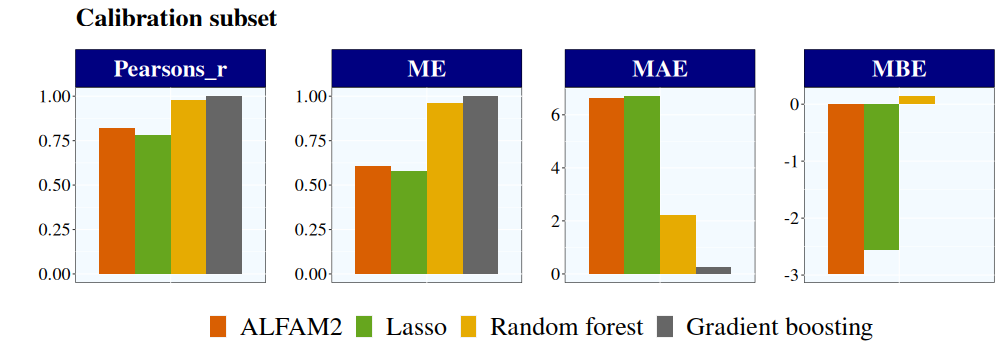 Calibration subset
Pearsons_r ME MAE MBE
1.00 1.00 6 0
0.75 0.75 4 -1
0.50 0.50 2 -2
0.25 0.25 0 -3
0.00 0.00
ALFAM2 Lasso Random forest Gradient boosting